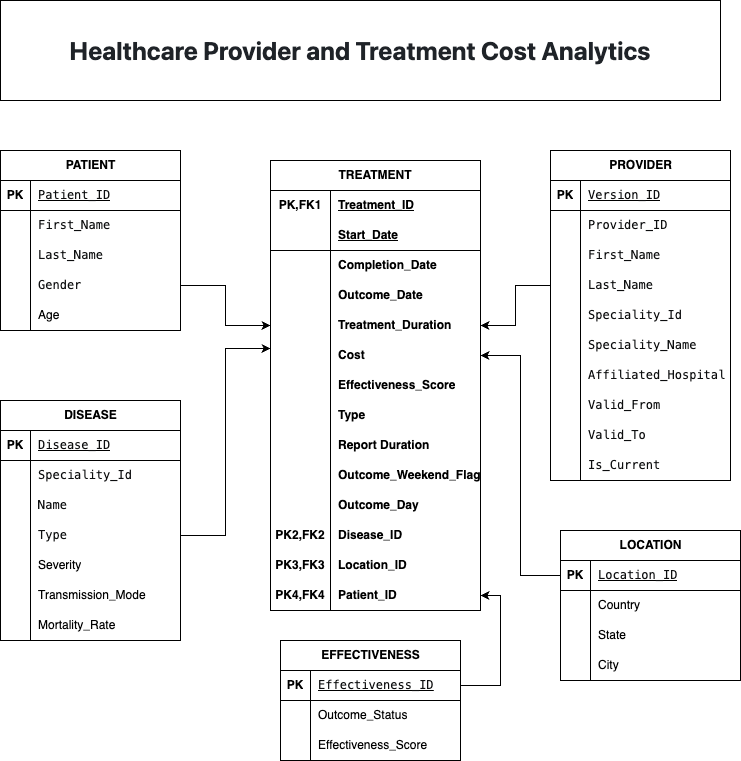 Healthcare Provider and Treatment Cost Analytics
PATIENT
PK Patient_ID
First_Name
Last_Name
Gender
Age
DISEASE
PK Disease_ID
Speciality_Id
Name
Type
Severity
Transmission_Mode
Mortality_Rate
TREATMENT
PK,FK1 Treatment_ID
Start_Date
Completion_Date
Outcome_Date
Treatment_Duration
Cost
Effectiveness_Score
Type
Report Duration
Outcome_Weekend_Flag
Outcome_Day
PK2,FK2 Disease_ID
PK3,FK3 Location_ID
PK4,FK4 Patient_ID
EFFECTIVENESS
PK Effectiveness_ID
Outcome_Status
Effectiveness_Score
PROVIDER
PK Version_ID
Provider_ID
First_Name
Last_Name
Speciality_Id
Speciality_Name
Affiliated_Hospital
Valid_From
Valid_To
Is_Current
LOCATION
PK Location_ID
Country
State
City